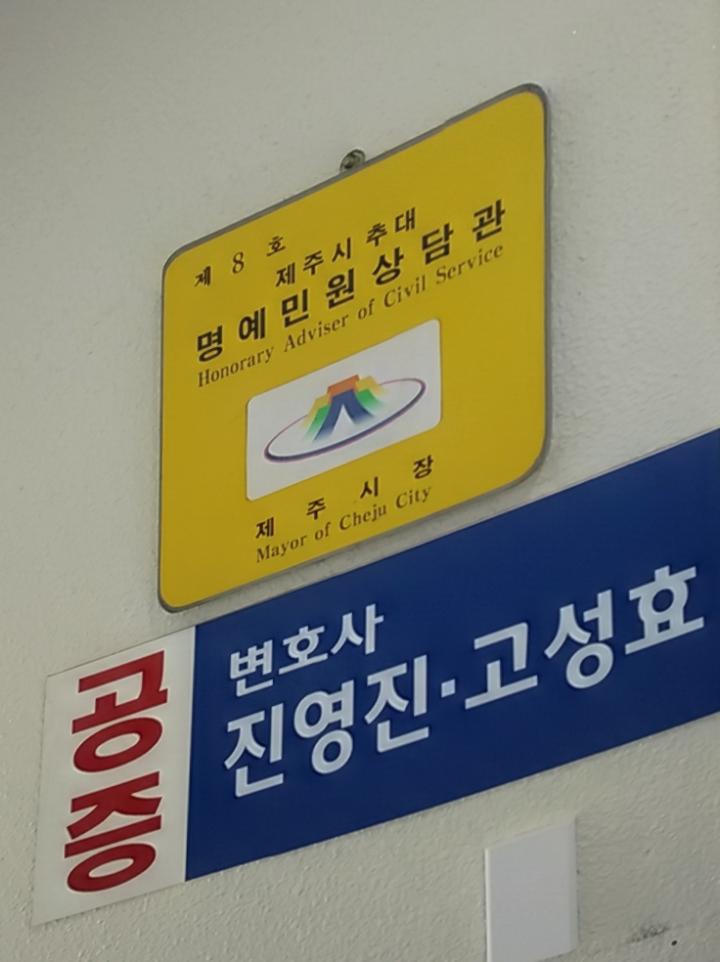 제 8 호
제주시 추대
명예민원상담관
Honorary Adviser of Civil Service
제 주 시 장
Mayor of Cheju City
공증
변호사
진영진·고성효